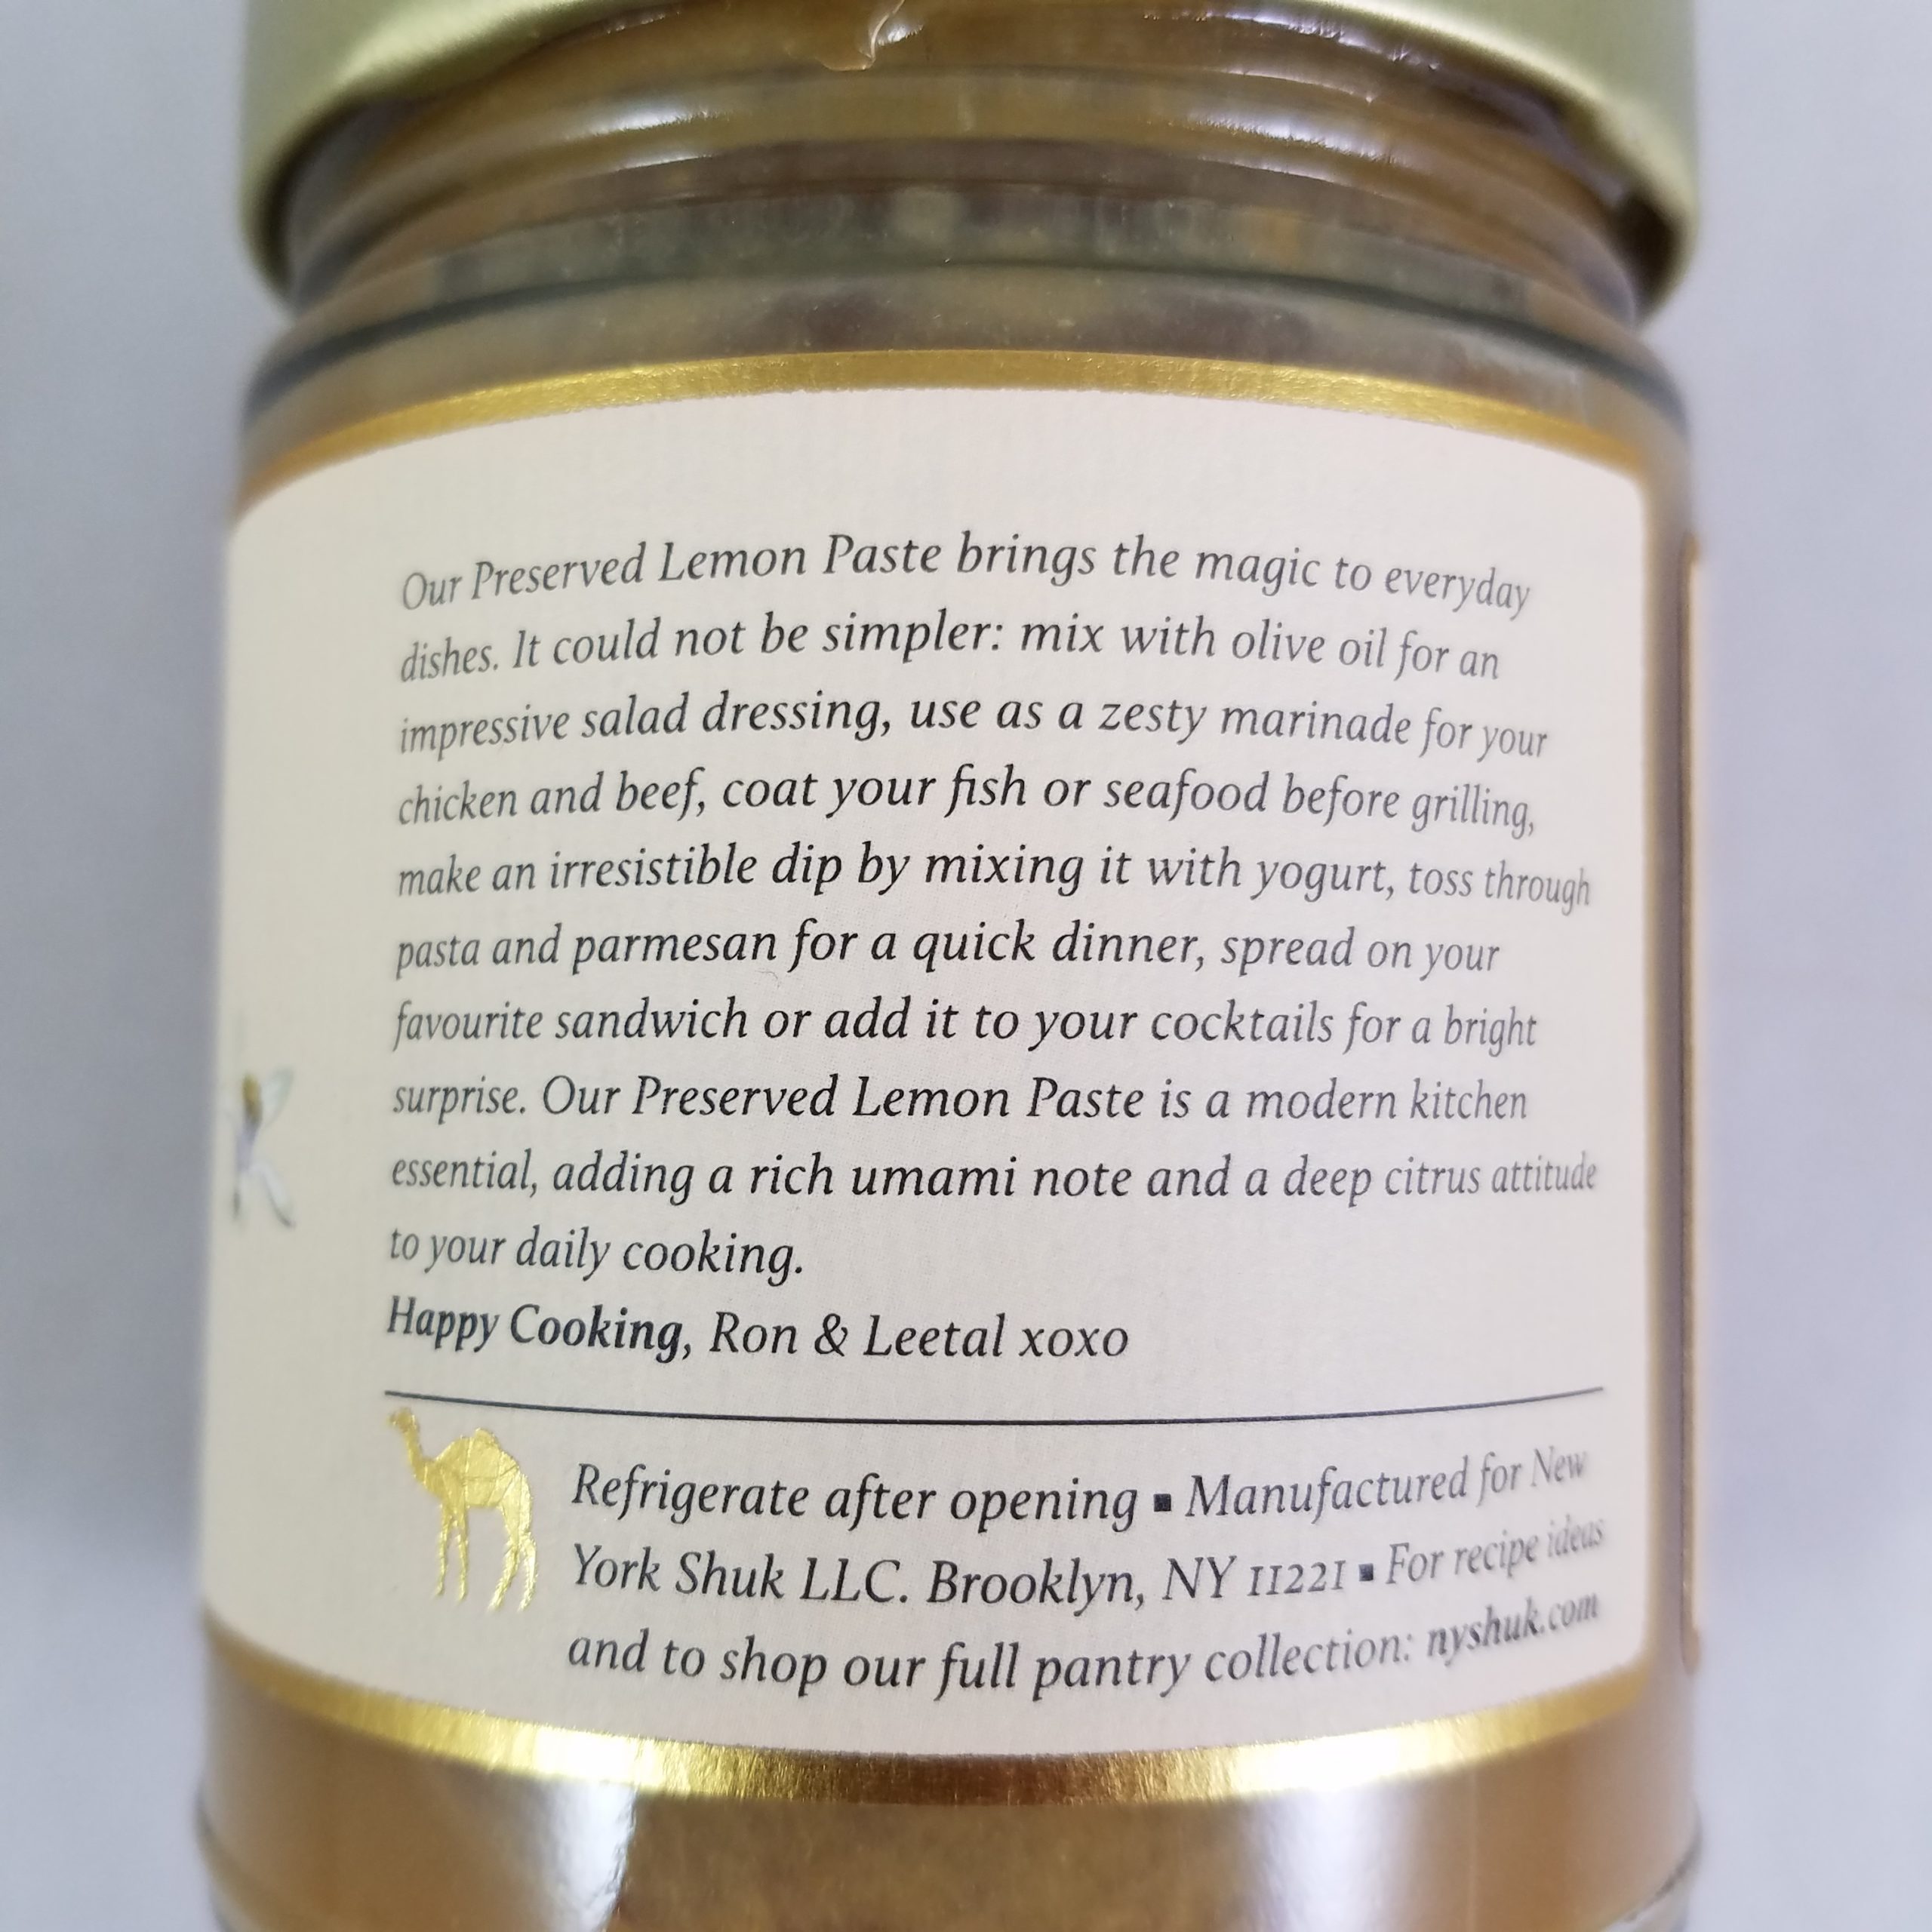 Our Preserved Lemon Paste brings the magic to everyday
dishes. It could not be simpler: mix with olive oil for an
impressive salad dressing, use as a zesty marinade for your
chicken and beef, coat your fish or seafood before grilling,
make an irresistible dip by mixing it with yogurt, toss through
pasta and parmesan for a quick dinner, spread on your
favourite sandwich or add it to your cocktails for a bright
surprise. Our Preserved Lemon Paste is a modern kitchen
essential, adding a rich umami note and a deep citrus attitude
to your daily cooking.
Happy Cooking, Ron & Leetal xoxo
Refrigerate after opening ▪ Manufactured for New
York Shuk LLC. Brooklyn, NY 11221 ▪ For recipe ideas
and to shop our full pantry collection: nyshuk.com
K